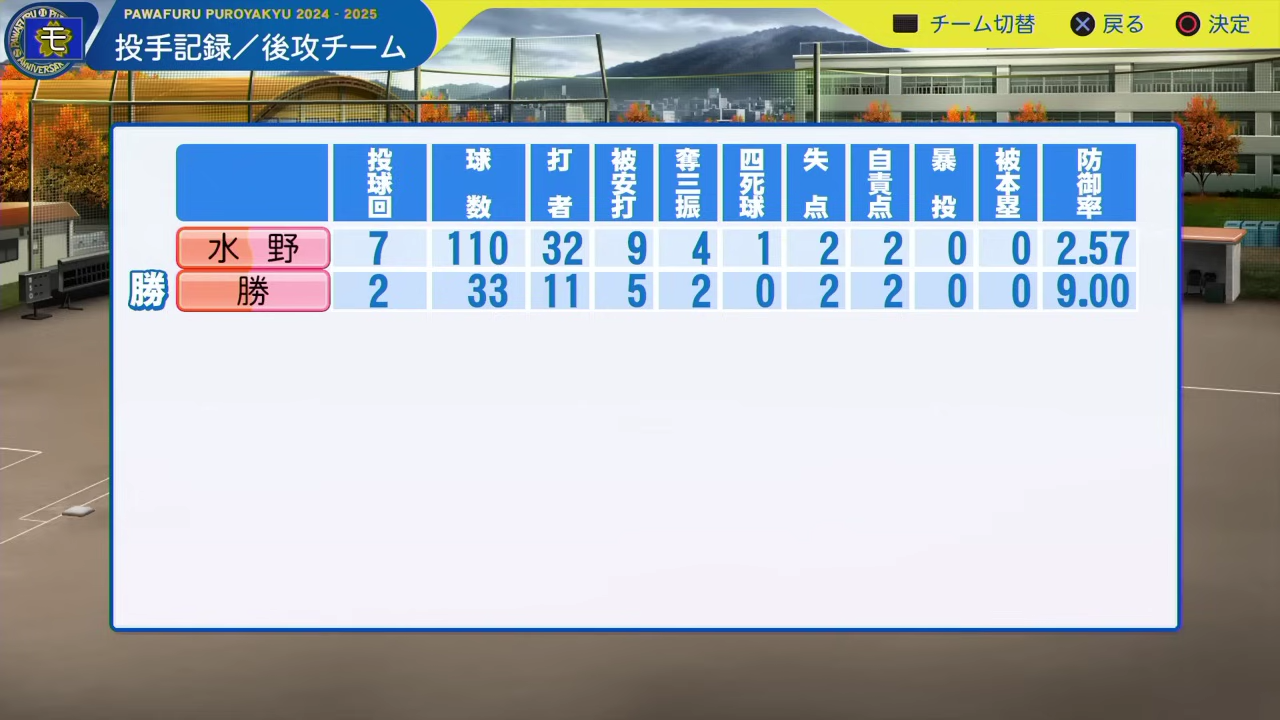 PAWAFURU PUROYAKYU 2024 - 2025
投手記録／後攻チーム
チーム切替 戻る 決定
モ
投球回 球数 打者 被安打 奪三振 四死球 失点 自責点 暴投 被本塁 防御率
水野 7 110 32 9 4 1 2 2 0 0 2.57
勝 勝 2 33 11 5 2 0 2 2 0 0 9.00